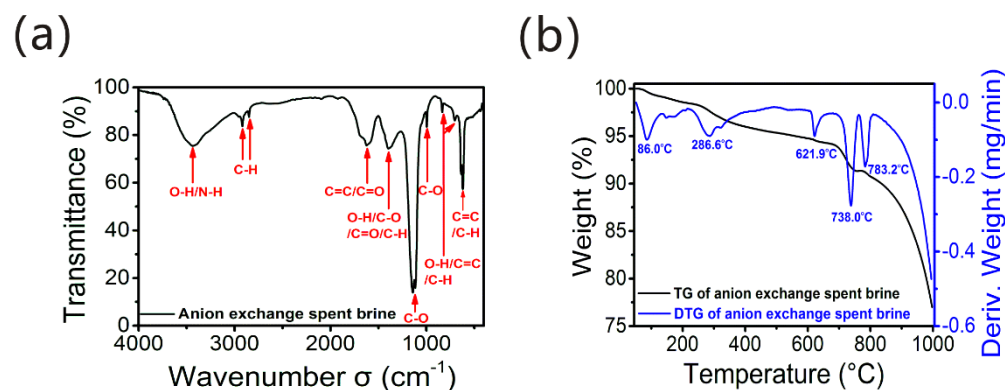 (a)
Transmittance (%)
100
80
60
40
20
0
O-H/N-H
C-H
C=C/C=O
O-H/C-O
/C=O/C-H
C-O
C=C
/C-H
O-H/C=C
/C-H
C-O
Anion exchange spent brine
4000
3000
2000
1000
Wavenumber σ (cm⁻¹)
(b)
Weight (%)
100
95
90
85
80
75
86.0℃
286.6℃
621.9℃
738.0℃
783.2℃
TG of anion exchange spent brine
DTG of anion exchange spent brine
200
400
600
800
1000
Temperature (°C)
0.0
-0.2
-0.4
-0.6
Deriv. Weight (mg/min)